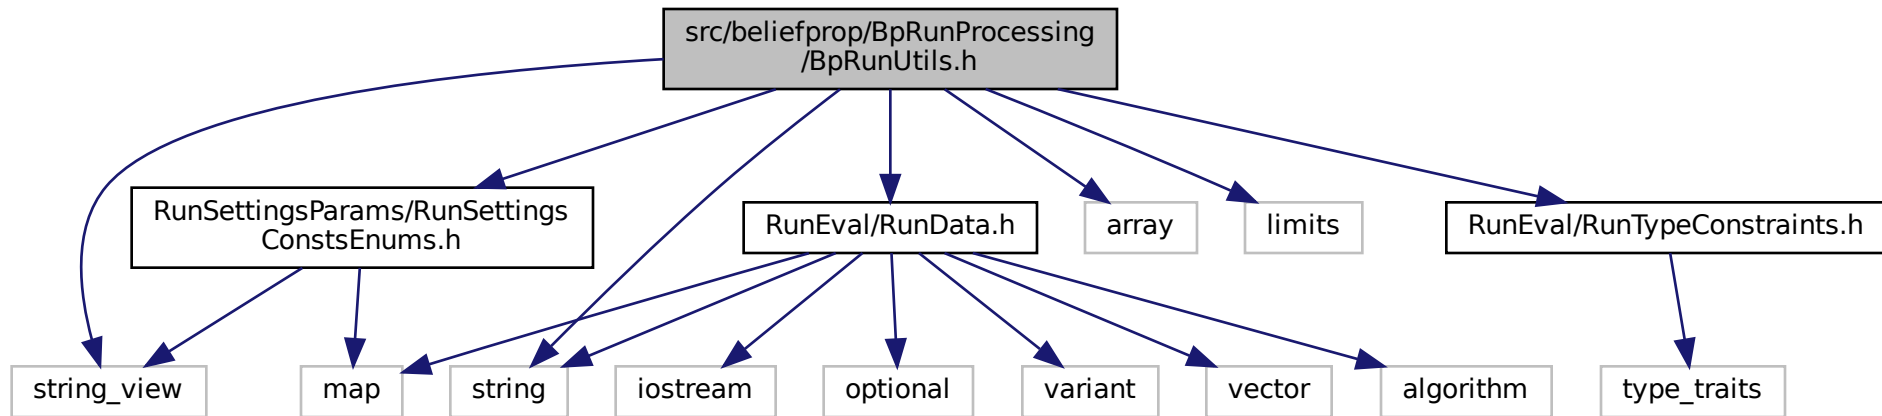 src/beliefprop/BpRunProcessing
/BpRunUtils.h
RunSettingsParams/RunSettings
ConstsEnums.h
RunEval/RunData.h
array
limits
RunEval/RunTypeConstraints.h
string_view
map
string
iostream
optional
variant
vector
algorithm
type_traits